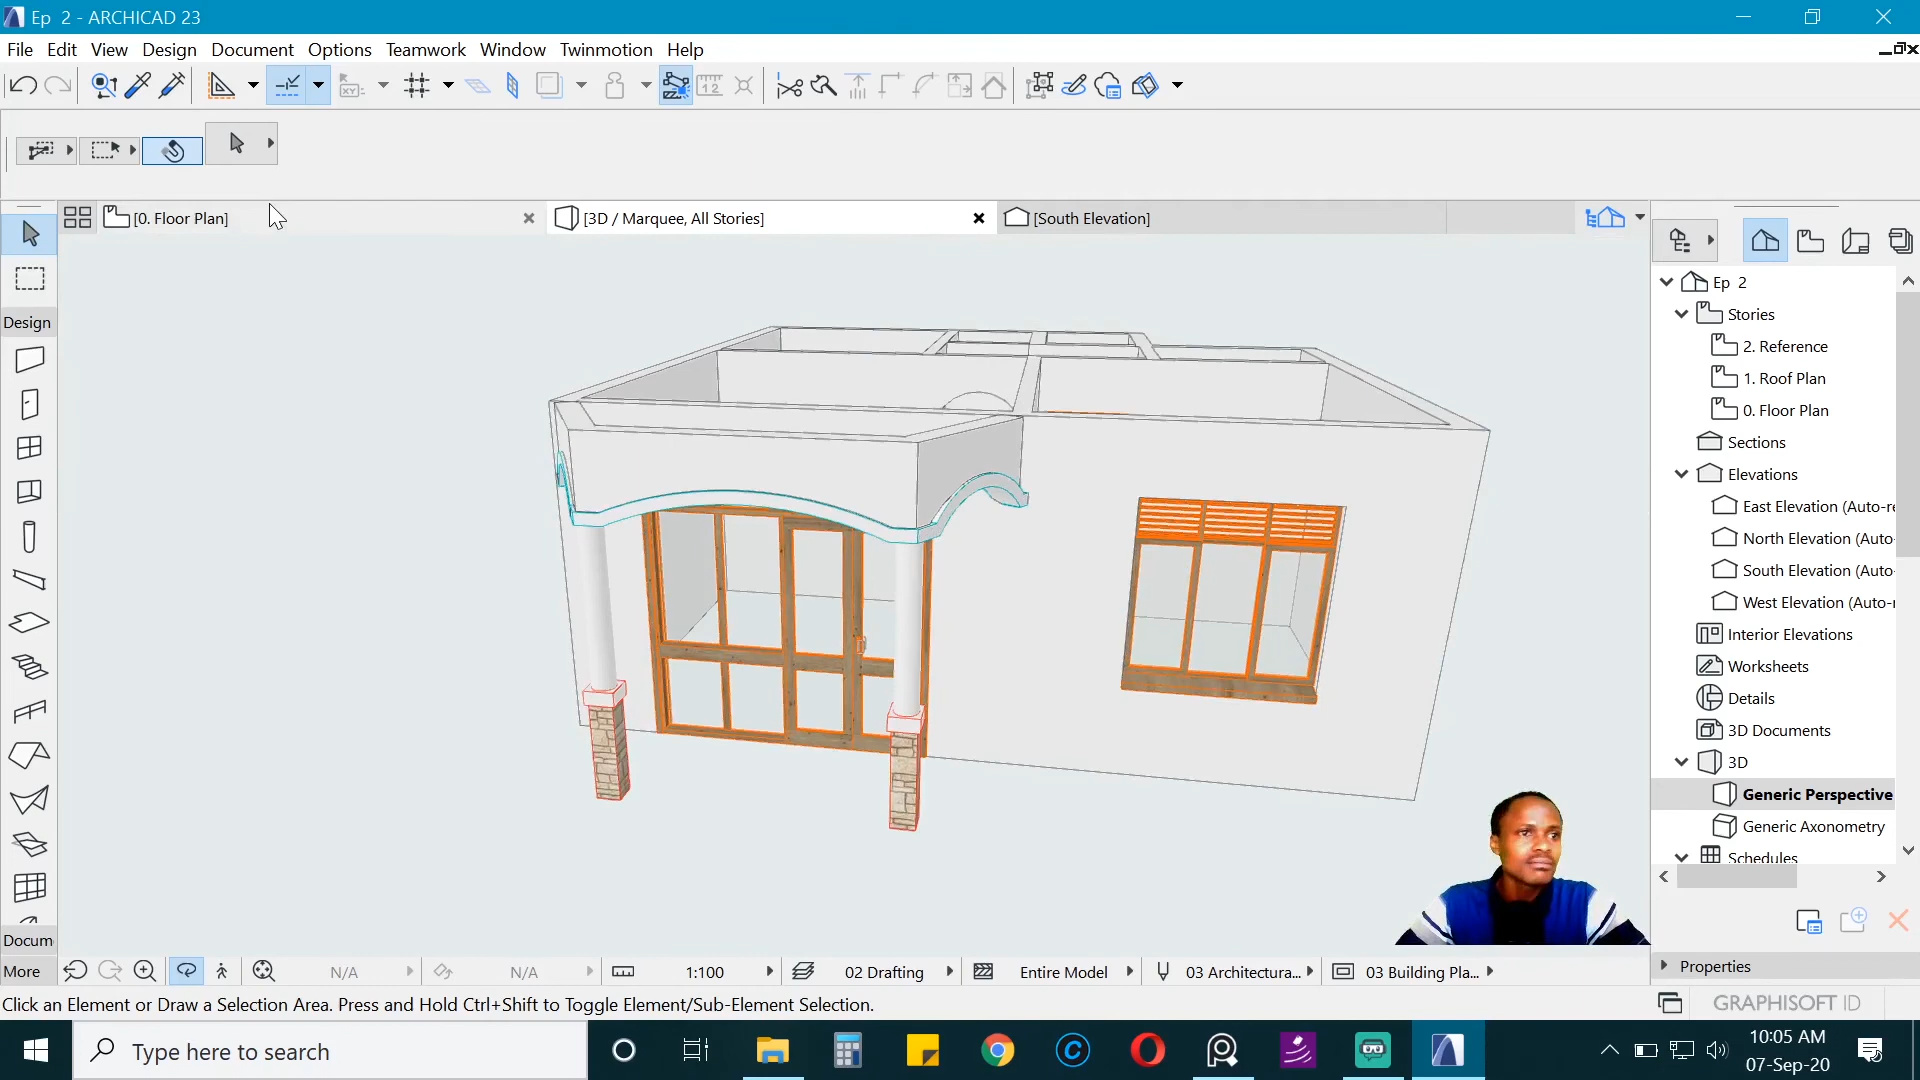 Ep 2 - ARCHICAD 23
File Edit View Design Document Options Teamwork Window Twinmotion Help
[0. Floor Plan]
[3D / Marquee, All Stories]
[South Elevation]
Design
Ep 2
Stories
2. Reference
1. Roof Plan
0. Floor Plan
Sections
Elevations
East Elevation (Auto-re
North Elevation (Auto
South Elevation (Auto
West Elevation (Auto-r
Interior Elevations
Worksheets
Details
3D Documents
3D
Generic Perspective
Generic Axonometry
Schedules
Docum
More
N/A
N/A
1:100
02 Drafting
Entire Model
03 Architectura...
03 Building Pla...
Properties
Click an Element or Draw a Selection Area. Press and Hold Ctrl+Shift to Toggle Element/Sub-Element Selection.
GRAPHISOFT ID
Type here to search
10:05 AM
07-Sep-20